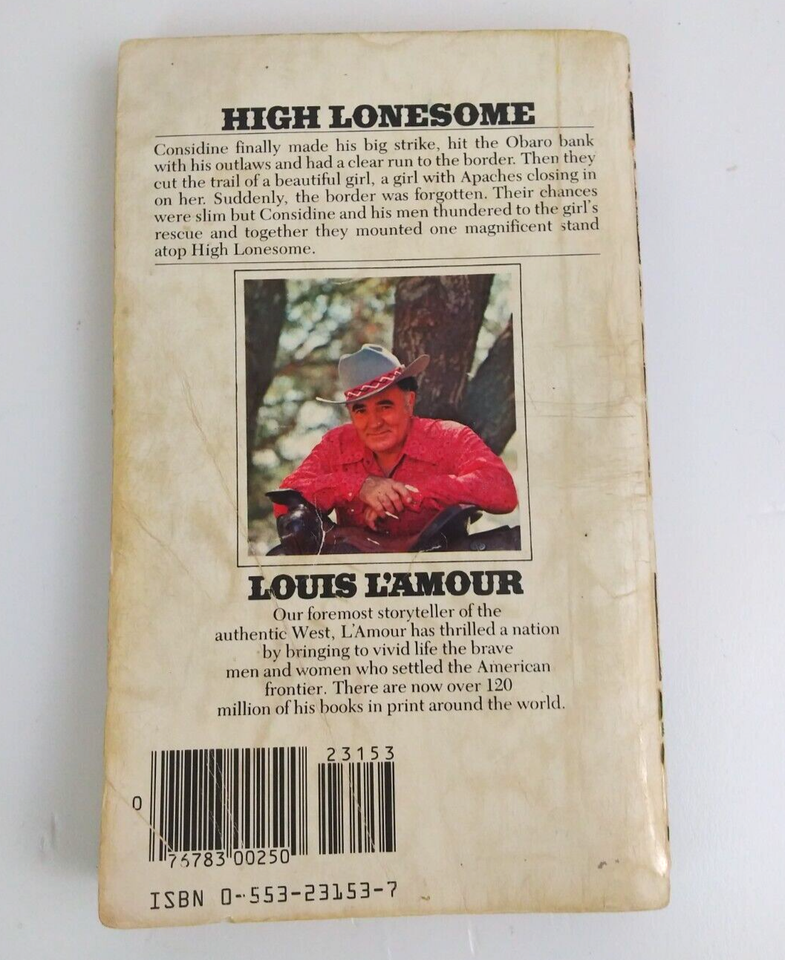 HIGH LONESOME
Considine finally made his big strike, hit the Obaro bank
with his outlaws and had a clear run to the border. Then they
cut the trail of a beautiful girl, a girl with Apaches closing in
on her. Suddenly, the border was forgotten. Their chances
were slim but Considine and his men thundered to the girl's
rescue and together they mounted one magnificent stand
atop High Lonesome.
LOUIS L'AMOUR
Our foremost storyteller of the
authentic West, L'Amour has thrilled a nation
by bringing to vivid life the brave
men and women who settled the American
frontier. There are now over 120
million of his books in print around the world.
23153
0
76783 00250
ISBN 0-553-23153-7